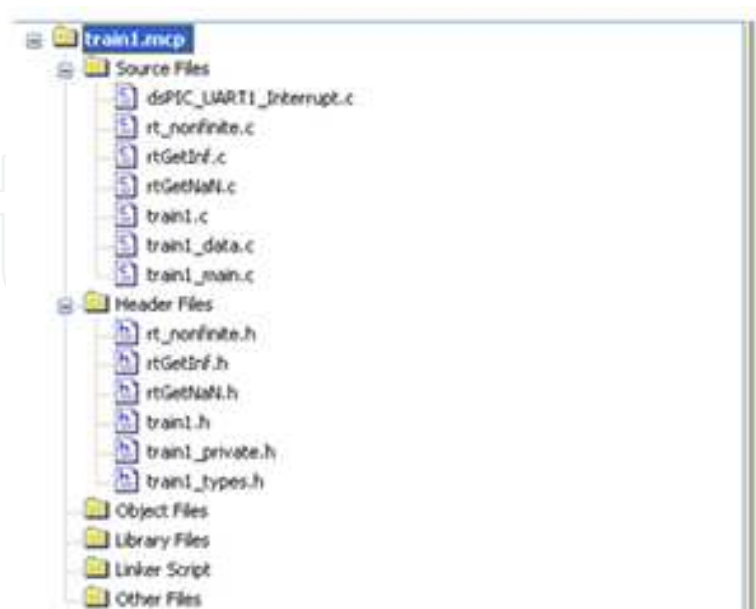 train1.mcp
Source Files
dsPIC_UART1_Interrupt.c
rt_nonfinite.c
rtGetInf.c
rtGetNaN.c
train1.c
train1_data.c
train1_main.c
Header Files
rt_nonfinite.h
rtGetInf.h
rtGetNaN.h
train1.h
train1_private.h
train1_types.h
Object Files
Library Files
Linker Script
Other Files